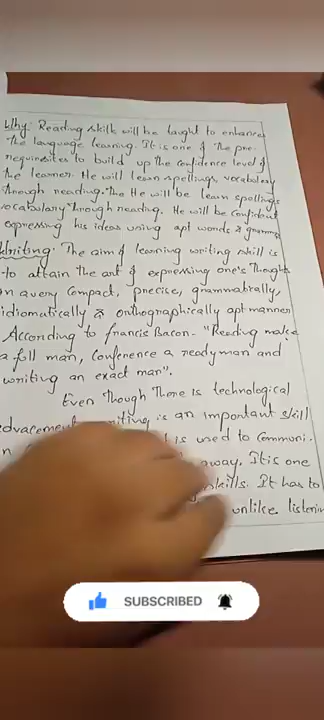 Why: Reading skills will be taught to enhance
the language learning. It is one of the pre-
requisites to build up the confidence level of
the learner. He will learn spellings, vocabulary
through reading. the He will be learn spellings
vocabulary through reading. He will be confident
expressing his ideas using apt words & gramma
Writing: The aim of learning writing skill is
to attain the art of expressing one's thought
in a very compact, precise, grammatically,
idiomatically & orthographically apt manner
According to francis Bacon- "Reading make
a full man, Conference a ready man and
writing an exact man".
Even though There is technological
advacement writing is an important skill
is used to communi-
away. It is one
skills. It has to
unlike listenin
SUBSCRIBED